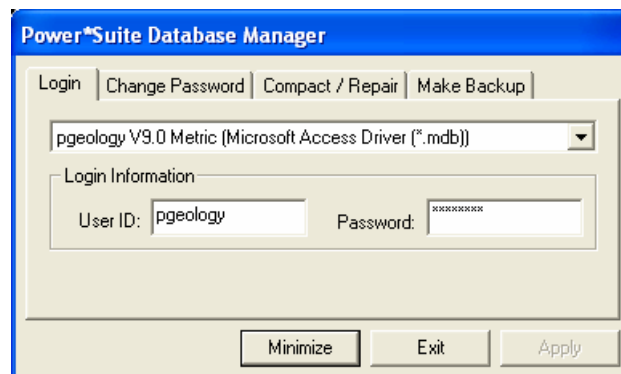 Power*Suite Database Manager
Login Change Password Compact / Repair Make Backup
pgeology V9.0 Metric (Microsoft Access Driver (*.mdb))
Login Information
User ID: pgeology Password: ********
Minimize Exit Apply